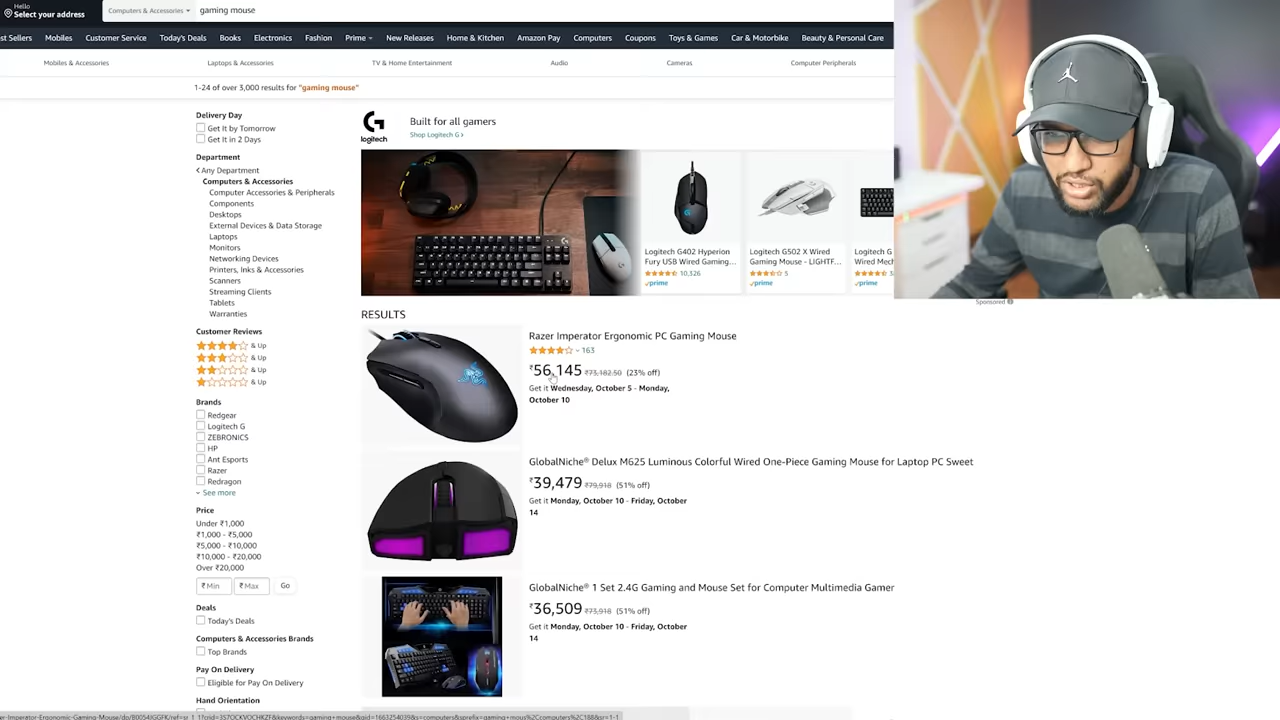 Hello
Select your address
Computers & Accessories
gaming mouse
st Sellers Mobiles Customer Service Today's Deals Books Electronics Fashion Prime New Releases Home & Kitchen Amazon Pay Computers Coupons Toys & Games Car & Motorbike Beauty & Personal Care
Mobiles & Accessories Laptops & Accessories TV & Home Entertainment Audio Cameras Computer Peripherals
1-24 of over 3,000 results for "gaming mouse"
Delivery Day
Get It by Tomorrow
Get It in 2 Days
Department
Any Department
Computers & Accessories
Computer Accessories & Peripherals
Components
Desktops
External Devices & Data Storage
Laptops
Monitors
Networking Devices
Printers, Inks & Accessories
Scanners
Streaming Clients
Tablets
Warranties
Customer Reviews
& Up
& Up
& Up
& Up
Brands
Redgear
Logitech G
ZEBRONICS
HP
Ant Esports
Razer
Redragon
See more
Price
Under ₹1,000
₹1,000 - ₹5,000
₹5,000 - ₹10,000
₹10,000 - ₹20,000
Over ₹20,000
₹ Min ₹ Max Go
Deals
Today's Deals
Computers & Accessories Brands
Top Brands
Pay On Delivery
Eligible for Pay On Delivery
Hand Orientation
logitech
Built for all gamers
Shop Logitech G ›
Logitech G402 Hyperion
Fury USB Wired Gaming...
10,326
prime
Logitech G502 X Wired
Gaming Mouse - LIGHTF...
5
prime
Logitech G
Wired Mech
prime
Sponsored
RESULTS
Razer Imperator Ergonomic PC Gaming Mouse
163
₹56,145 ₹73,182.50 (23% off)
Get it Wednesday, October 5 - Monday,
October 10
GlobalNiche® Delux M625 Luminous Colorful Wired One-Piece Gaming Mouse for Laptop PC Sweet
₹39,479 ₹79,918 (51% off)
Get it Monday, October 10 - Friday, October
14
GlobalNiche® 1 Set 2.4G Gaming and Mouse Set for Computer Multimedia Gamer
₹36,509 ₹73,918 (51% off)
Get it Monday, October 10 - Friday, October
14